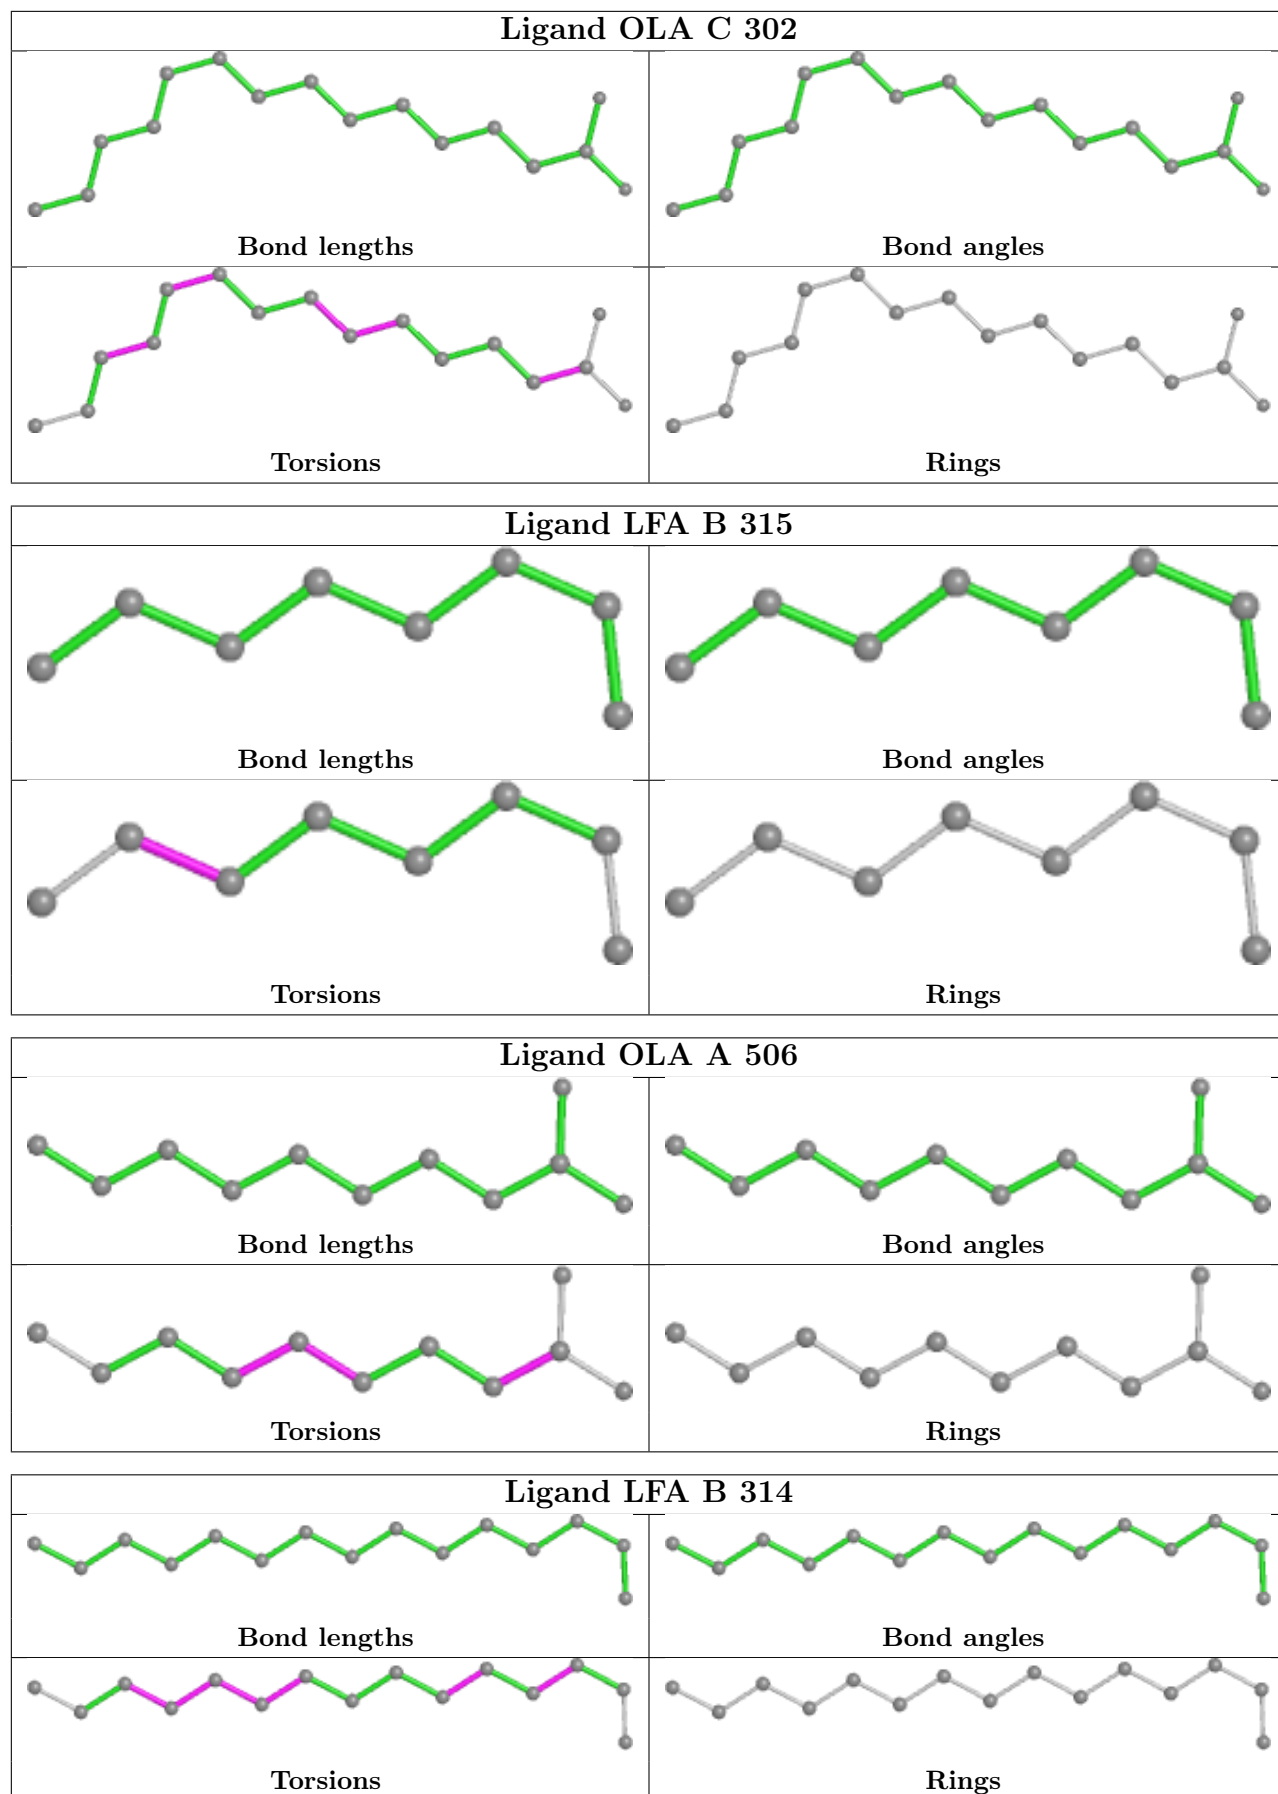 Ligand OLA C 302
Bond lengths
Bond angles
Torsions
Rings
Ligand LFA B 315
Bond lengths
Bond angles
Torsions
Rings
Ligand OLA A 506
Bond lengths
Bond angles
Torsions
Rings
Ligand LFA B 314
Bond lengths
Bond angles
Torsions
Rings